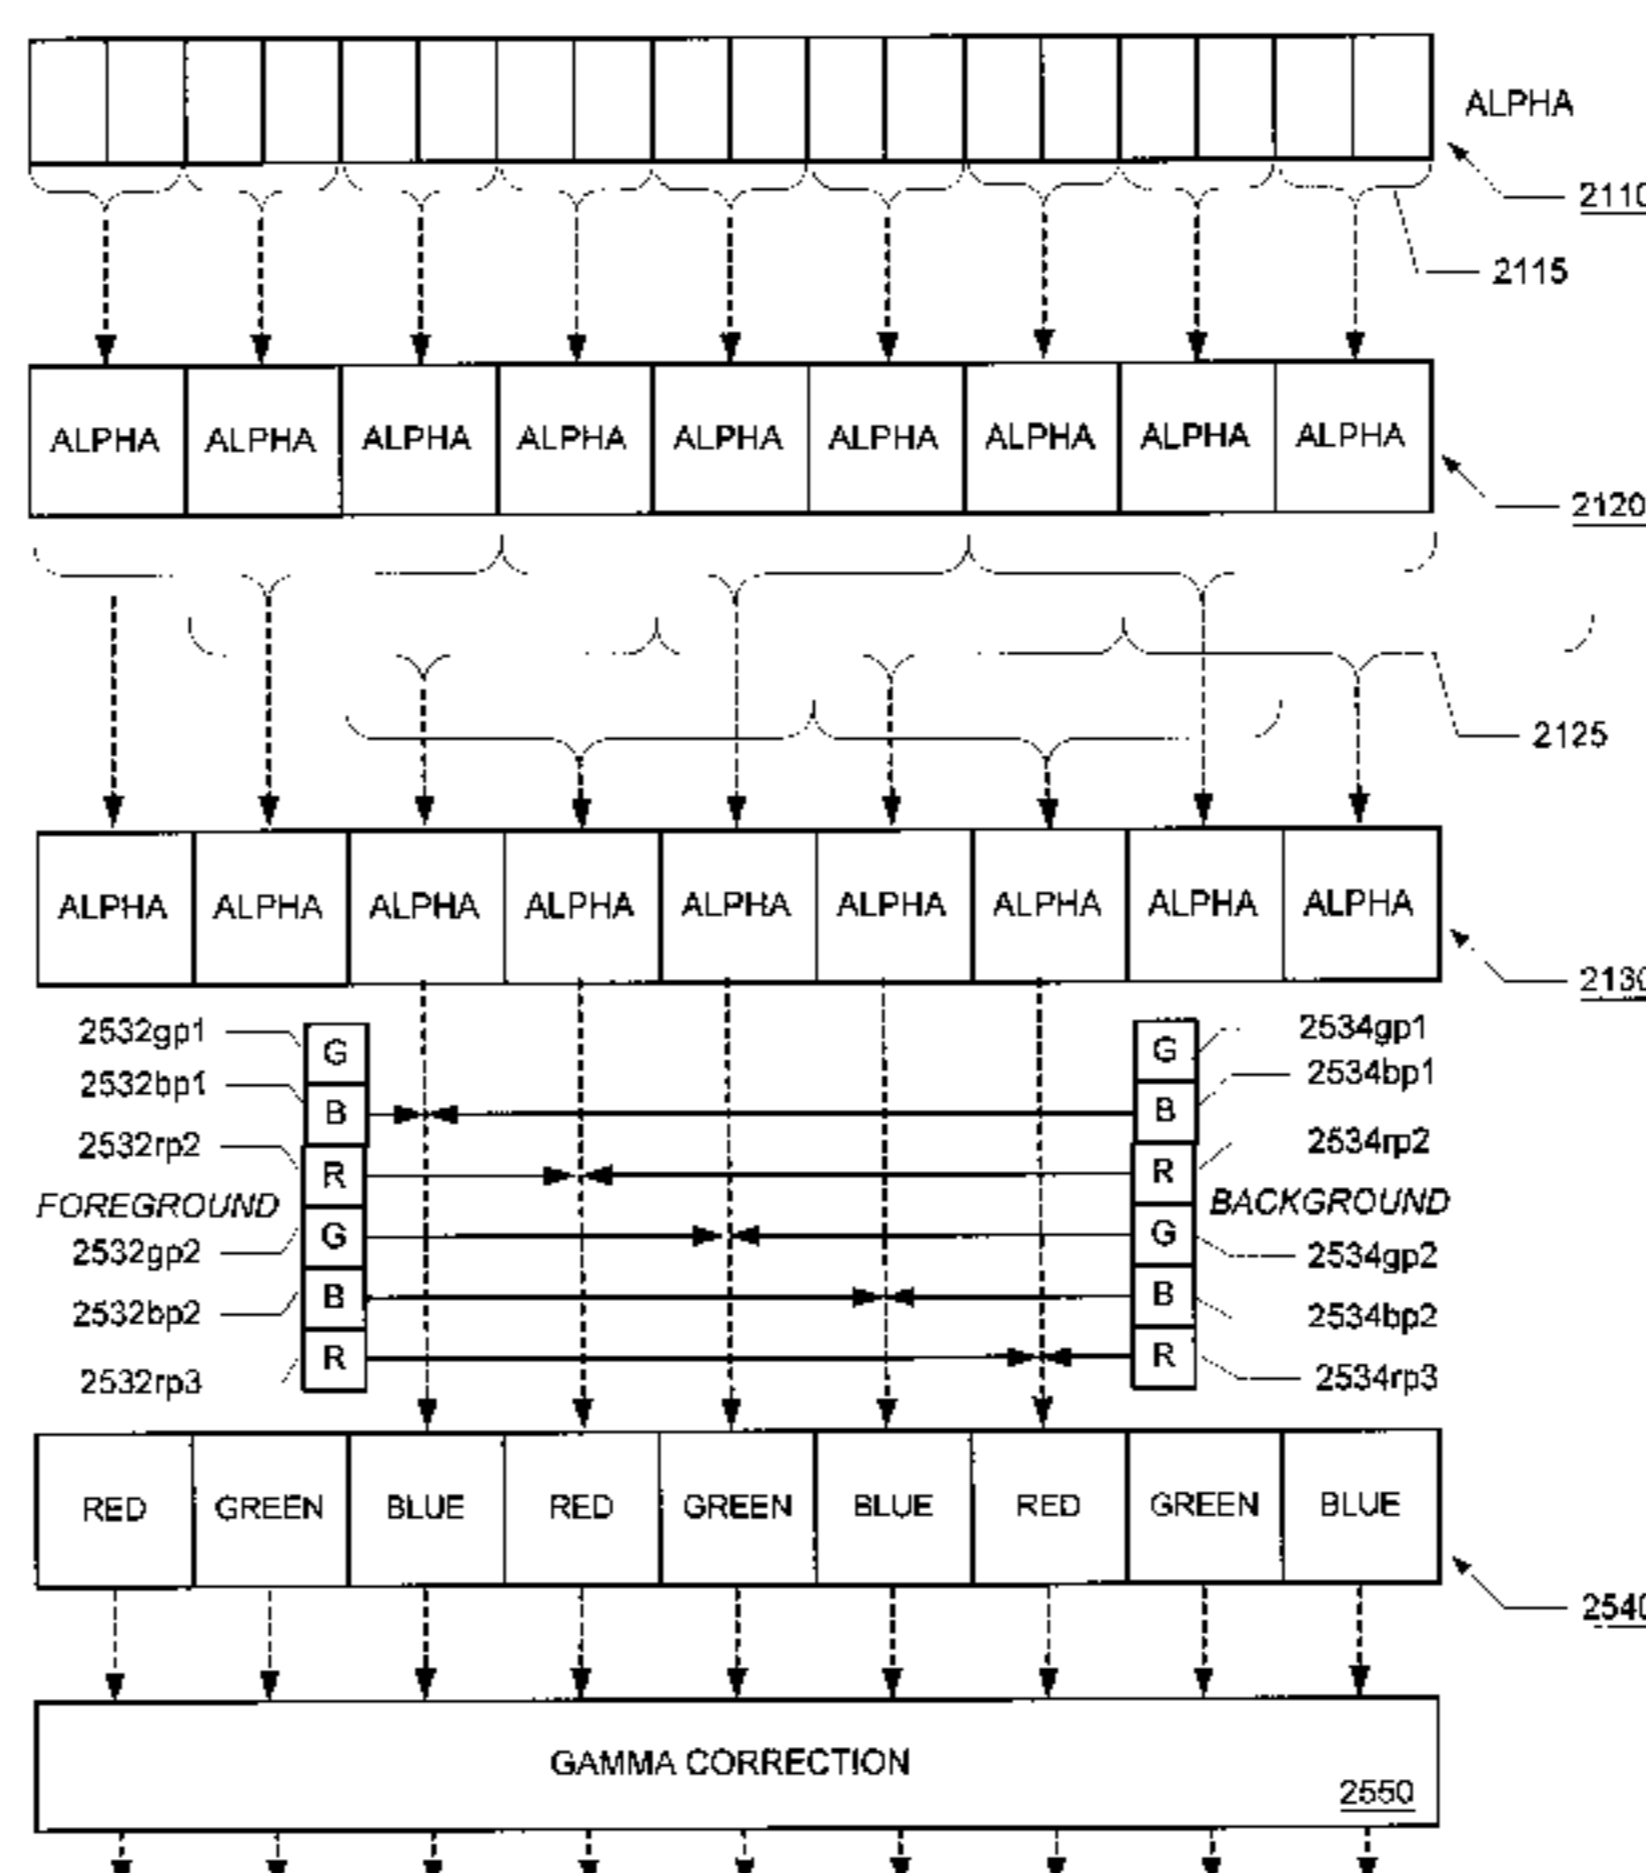 ALPHA
2110
2115
ALPHA ALPHA ALPHA ALPHA ALPHA ALPHA ALPHA ALPHA ALPHA
2120
2125
ALPHA ALPHA ALPHA ALPHA ALPHA ALPHA ALPHA ALPHA ALPHA
2130
2532gp1 G G 2534gp1
2532bp1 B B 2534bp1
2532rp2 R R 2534rp2
FOREGROUND BACKGROUND
2532gp2 G G 2534gp2
2532bp2 B B 2534bp2
2532rp3 R R 2534rp3
RED GREEN BLUE RED GREEN BLUE RED GREEN BLUE
2540
GAMMA CORRECTION
2550